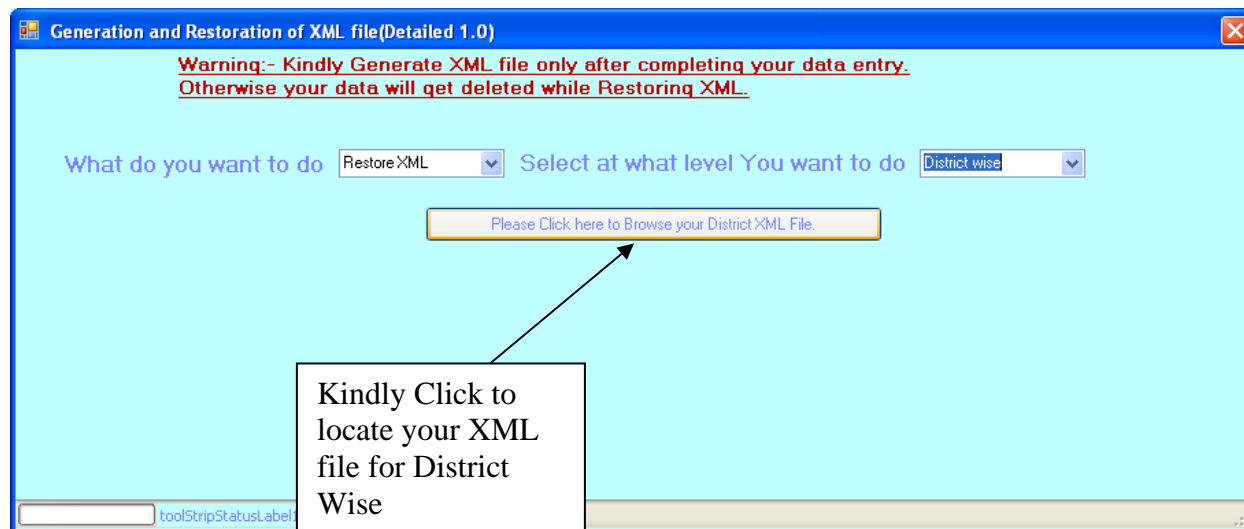 Generation and Restoration of XML file(Detailed 1.0)
Warning:- Kindly Generate XML file only after completing your data entry.
Otherwise your data will get deleted while Restoring XML.
What do you want to do Restore XML Select at what level You want to do District wise
Please Click here to Browse your District XML File.
Kindly Click to
locate your XML
file for District
Wise
toolStripStatusLabel1